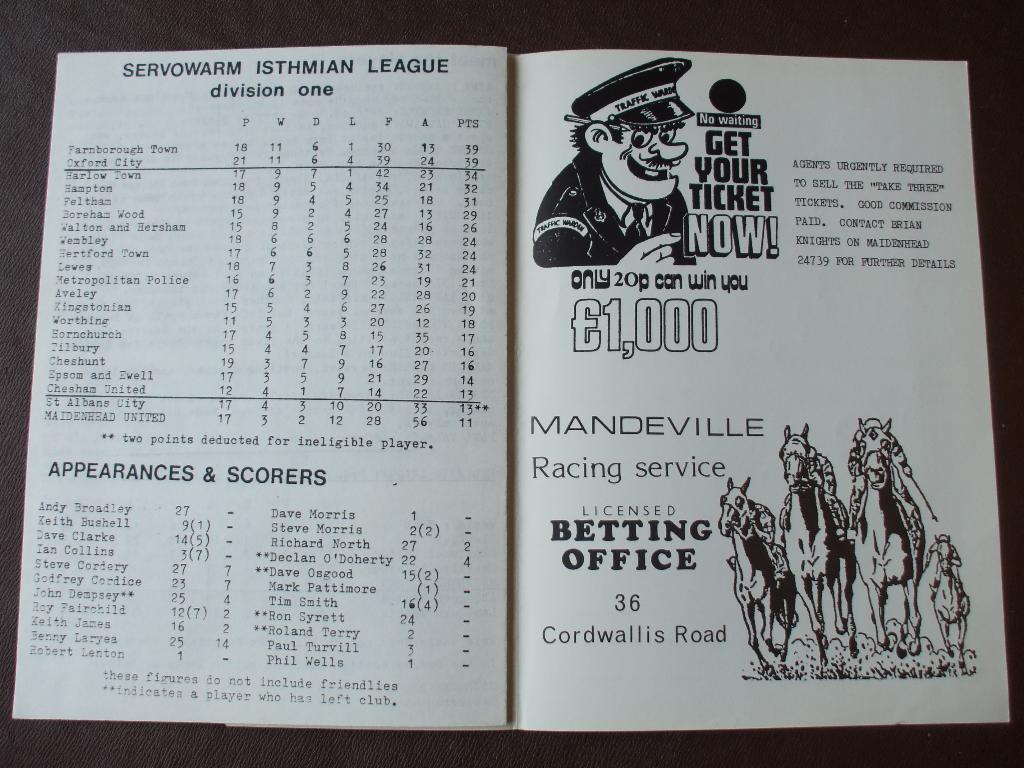 SERVOWARM ISTHMIAN LEAGUE
division one
P W D L F A PTS
Farnborough Town 18 11 6 1 30 13 39
Oxford City 21 11 6 4 39 24 39
Harlow Town 17 9 7 1 42 23 34
Hampton 18 9 5 4 34 21 32
Feltham 18 9 4 5 25 18 31
Boreham Wood 15 9 2 4 27 13 29
Walton and Hersham 15 8 2 5 24 16 26
Wembley 18 6 6 6 28 28 24
Hertford Town 17 6 6 5 28 32 24
Lewes 18 7 3 8 26 31 24
Metropolitan Police 16 6 3 7 23 19 21
Aveley 17 6 2 9 22 28 20
Kingstonian 15 5 4 6 27 26 19
Worthing 11 5 3 3 20 12 18
Hornchurch 17 4 5 8 15 35 17
Tilbury 15 4 4 7 17 20 16
Cheshunt 19 3 7 9 16 27 16
Epsom and Ewell 17 3 5 9 21 29 14
Chesham United 12 4 1 7 14 22 13
St Albans City 17 4 3 10 20 33 13**
MAIDENHEAD UNITED 17 3 2 12 28 56 11
** two points deducted for ineligible player.
APPEARANCES & SCORERS
Andy Broadley 27 -
Keith Bushell 9(1) -
Dave Clarke 14(5) -
Ian Collins 3(7) -
Steve Cordery 27 7
Godfrey Cordice 23 7
John Dempsey** 25 4
Roy Fairchild 12(7) 2
Keith James 16 2
Benny Laryea 25 14
Robert Lenton 1 -
Dave Morris 1 -
Steve Morris 2(2) -
Richard North 27 2
**Declan O'Doherty 22 4
**Dave Osgood 15(2) -
Mark Pattimore (1) -
Tim Smith 16(4) -
**Ron Syrett 24 -
**Roland Terry 2 -
Paul Turvill 3 -
Phil Wells 1 -
these figures do not include friendlies
**indicates a player who has left club.
TRAFFIC WARDEN
TRAFFIC WARDEN
No waiting
GET
YOUR
TICKET
NOW!
only 20p can win you
£1,000
AGENTS URGENTLY REQUIRED
TO SELL THE "TAKE THREE"
TICKETS. GOOD COMMISSION
PAID. CONTACT BRIAN
KNIGHTS ON MAIDENHEAD
24739 FOR FURTHER DETAILS
MANDEVILLE
Racing service
LICENSED
BETTING
OFFICE
36
Cordwallis Road